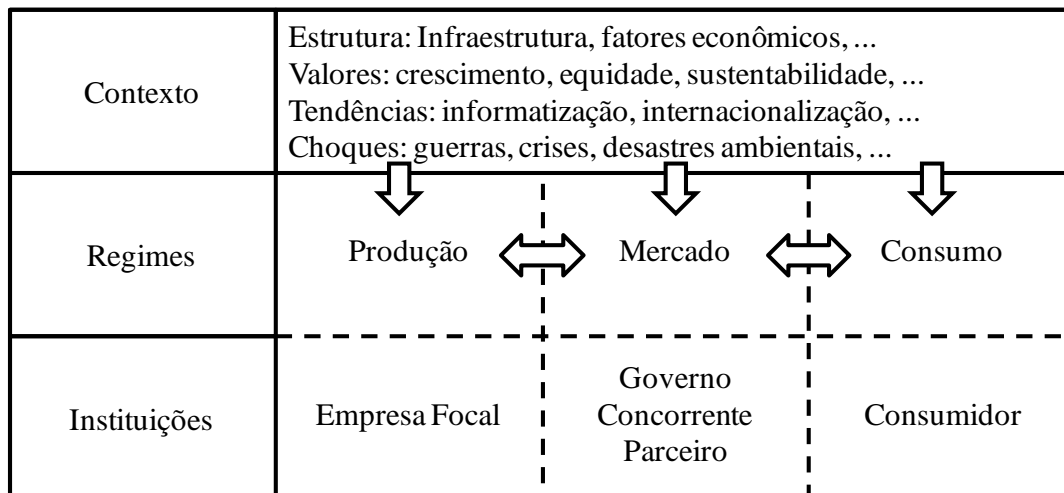 Contexto
Estrutura: Infraestrutura, fatores econômicos, ...
Valores: crescimento, equidade, sustentabilidade, ...
Tendências: informatização, internacionalização, ...
Choques: guerras, crises, desastres ambientais, ...
Regimes
Produção
Mercado
Consumo
Instituições
Empresa Focal
Governo
Concorrente
Parceiro
Consumidor